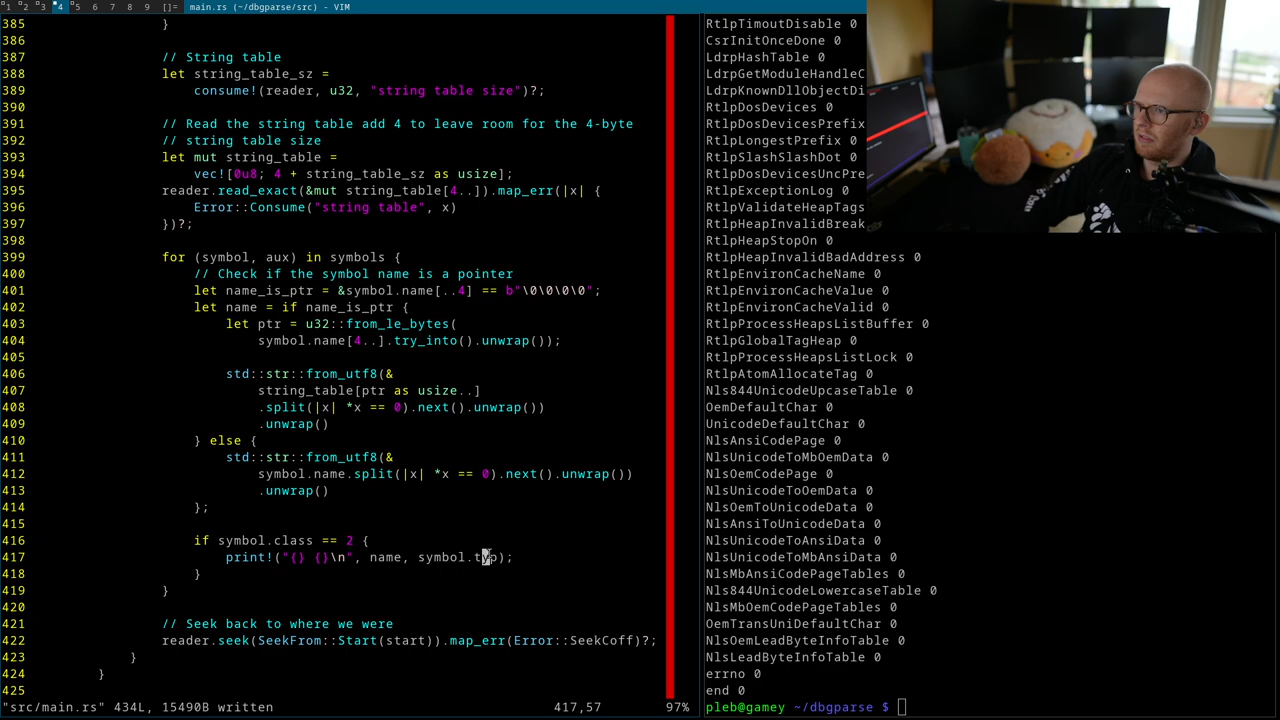 1 2 3 4 5 6 7 8 9 []= main.rs (~/dbgparse/src) - VIM
385 }
386
387 // String table
388 let string_table_sz =
389 consume!(reader, u32, "string table size")?;
390
391 // Read the string table add 4 to leave room for the 4-byte
392 // string table size
393 let mut string_table =
394 vec![0u8; 4 + string_table_sz as usize];
395 reader.read_exact(&mut string_table[4..]).map_err(|x| {
396 Error::Consume("string table", x)
397 })?;
398
399 for (symbol, aux) in symbols {
400 // Check if the symbol name is a pointer
401 let name_is_ptr = &symbol.name[..4] == b"\0\0\0\0";
402 let name = if name_is_ptr {
403 let ptr = u32::from_le_bytes(
404 symbol.name[4..].try_into().unwrap());
405
406 std::str::from_utf8(&
407 string_table[ptr as usize..]
408 .split(|x| *x == 0).next().unwrap())
409 .unwrap()
410 } else {
411 std::str::from_utf8(&
412 symbol.name.split(|x| *x == 0).next().unwrap())
413 .unwrap()
414 };
415
416 if symbol.class == 2 {
417 print!("{} {}\n", name, symbol.typ);
418 }
419 }
420
421 // Seek back to where we were
422 reader.seek(SeekFrom::Start(start)).map_err(Error::SeekCoff)?;
423 }
424 }
425
"src/main.rs" 434L, 15490B written 417,57 97%
RtlpTimoutDisable 0
CsrInitOnceDone 0
LdrpHashTable 0
LdrpGetModuleHandleC
LdrpKnownDllObjectDi
RtlpDosDevices 0
RtlpDosDevicesPrefix
RtlpLongestPrefix 0
RtlpSlashSlashDot 0
RtlpDosDevicesUncPre
RtlpExceptionLog 0
RtlpValidateHeapTags
RtlpHeapInvalidBreak
RtlpHeapStopOn 0
RtlpHeapInvalidBadAddress 0
RtlpEnvironCacheName 0
RtlpEnvironCacheValue 0
RtlpEnvironCacheValid 0
RtlpProcessHeapsListBuffer 0
RtlpGlobalTagHeap 0
RtlpProcessHeapsListLock 0
RtlpAtomAllocateTag 0
Nls844UnicodeUpcaseTable 0
OemDefaultChar 0
UnicodeDefaultChar 0
NlsAnsiCodePage 0
NlsUnicodeToMbOemData 0
NlsOemCodePage 0
NlsUnicodeToOemData 0
NlsOemToUnicodeData 0
NlsAnsiToUnicodeData 0
NlsUnicodeToAnsiData 0
NlsUnicodeToMbAnsiData 0
NlsMbAnsiCodePageTables 0
Nls844UnicodeLowercaseTable 0
NlsMbOemCodePageTables 0
OemTransUniDefaultChar 0
NlsOemLeadByteInfoTable 0
NlsLeadByteInfoTable 0
errno 0
end 0
pleb@gamey ~/dbgparse $